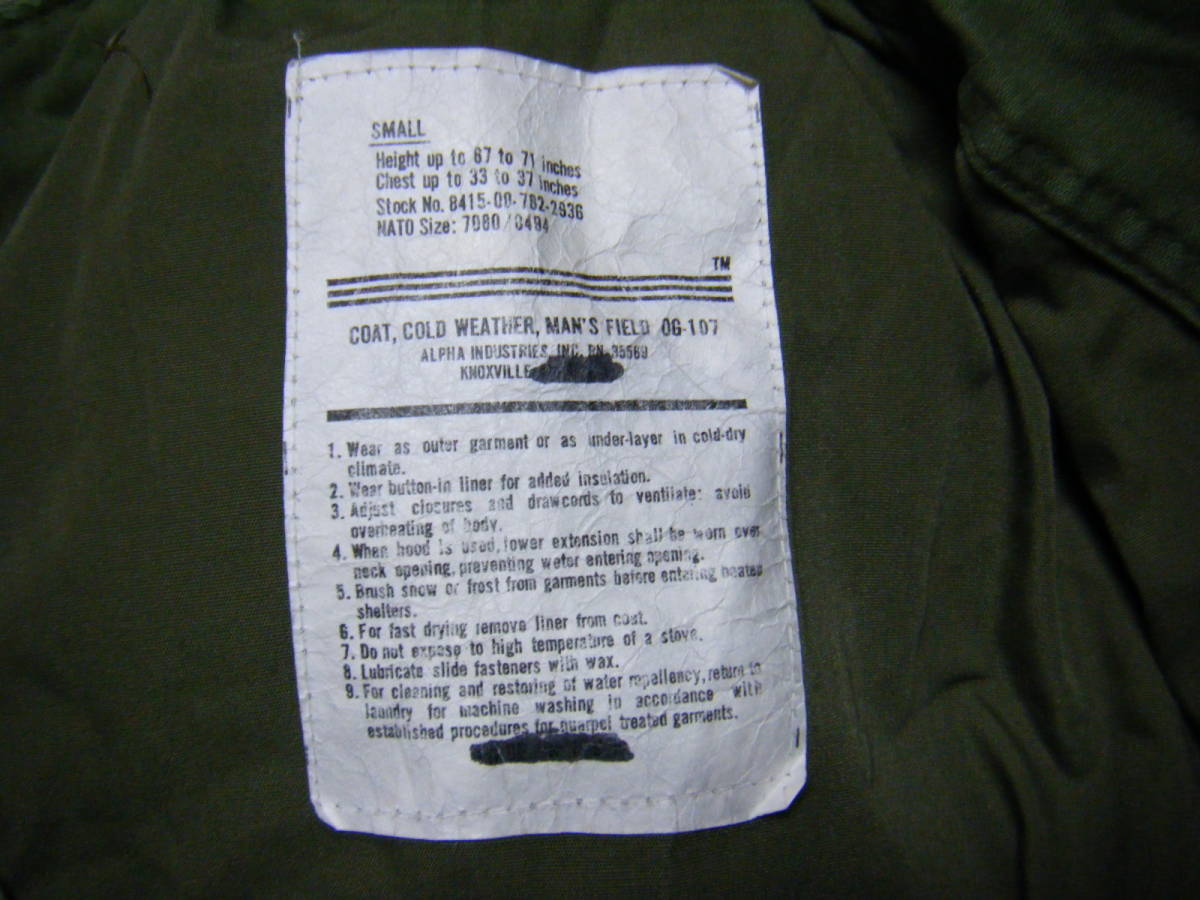 SMALL
Height up to 67 to 71 inches
Chest up to 33 to 37 inches
Stock No. 8415-00-782-2936
NATO Size: 7080/8494
TM
COAT, COLD WEATHER, MAN'S FIELD OG-107
ALPHA INDUSTRIES, INC. RN 35589
KNOXVILLE
1. Wear as outer garment or as under-layer in cold-dry
climate.
2. Wear button-in liner for added insulation.
3. Adjust closures and drawcords to ventilate: avoid
overheating of body.
4. When hood is used, lower extension shall be worn over
neck opening, preventing water entering opening.
5. Brush snow or frost from garments before entering heated
shelters.
6. For fast drying remove liner from coat.
7. Do not expose to high temperature of a stove.
8. Lubricate slide fasteners with wax.
9. For cleaning and restoring of water repellency, return to
laundry for machine washing in accordance with
established procedures for quarpel treated garments.